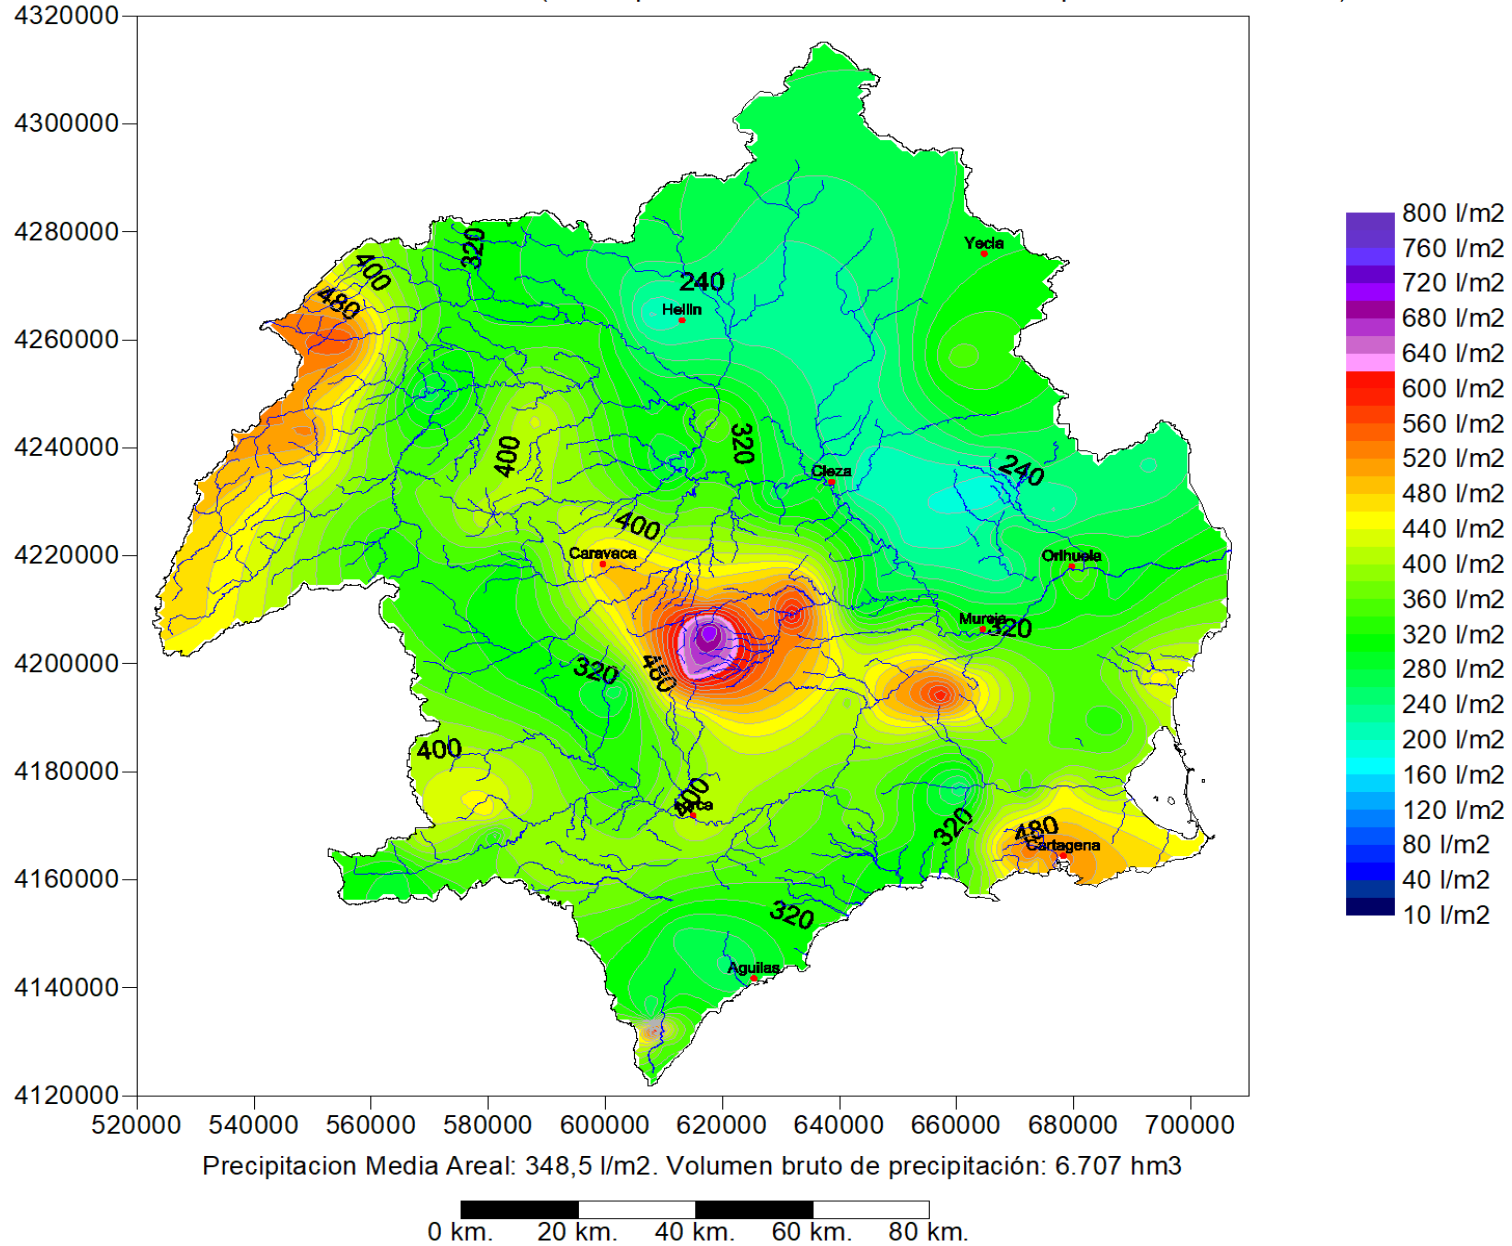 4320000
4300000
4280000
4260000
4240000
4220000
4200000
4180000
4160000
4140000
4120000
520000 540000 560000 580000 600000 620000 640000 660000 680000 700000
Yecla
320
400
480
240
Hellin
400
320
Cieza
240
400
Caravaca
Orihuela
Murcia
320
320
480
400
400
Lorca
320
480
Cartagena
320
Aguilas
800 l/m2
760 l/m2
720 l/m2
680 l/m2
640 l/m2
600 l/m2
560 l/m2
520 l/m2
480 l/m2
440 l/m2
400 l/m2
360 l/m2
320 l/m2
280 l/m2
240 l/m2
200 l/m2
160 l/m2
120 l/m2
80 l/m2
40 l/m2
10 l/m2
Precipitacion Media Areal: 348,5 l/m2. Volumen bruto de precipitación: 6.707 hm3
0 km. 20 km. 40 km. 60 km. 80 km.